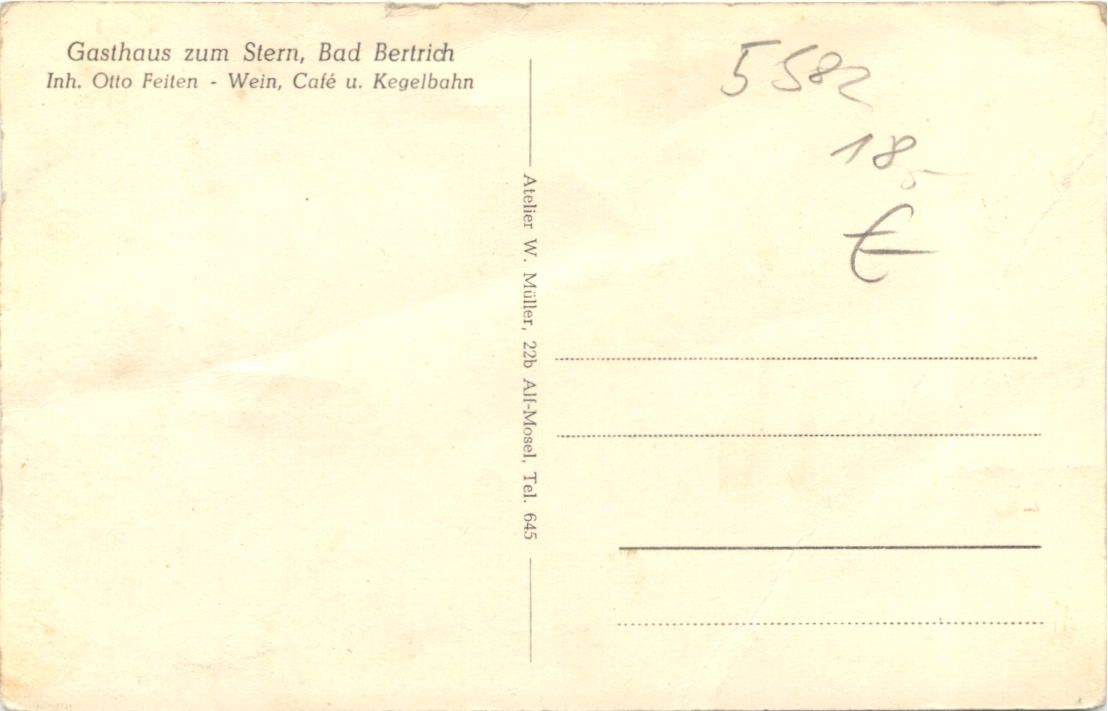 Gasthaus zum Stern, Bad Bertrich
Inh. Otto Feiten - Wein, Café u. Kegelbahn
Atelier W. Müller, 22b Alf-Mosel, Tel. 645
5582
18,-
€